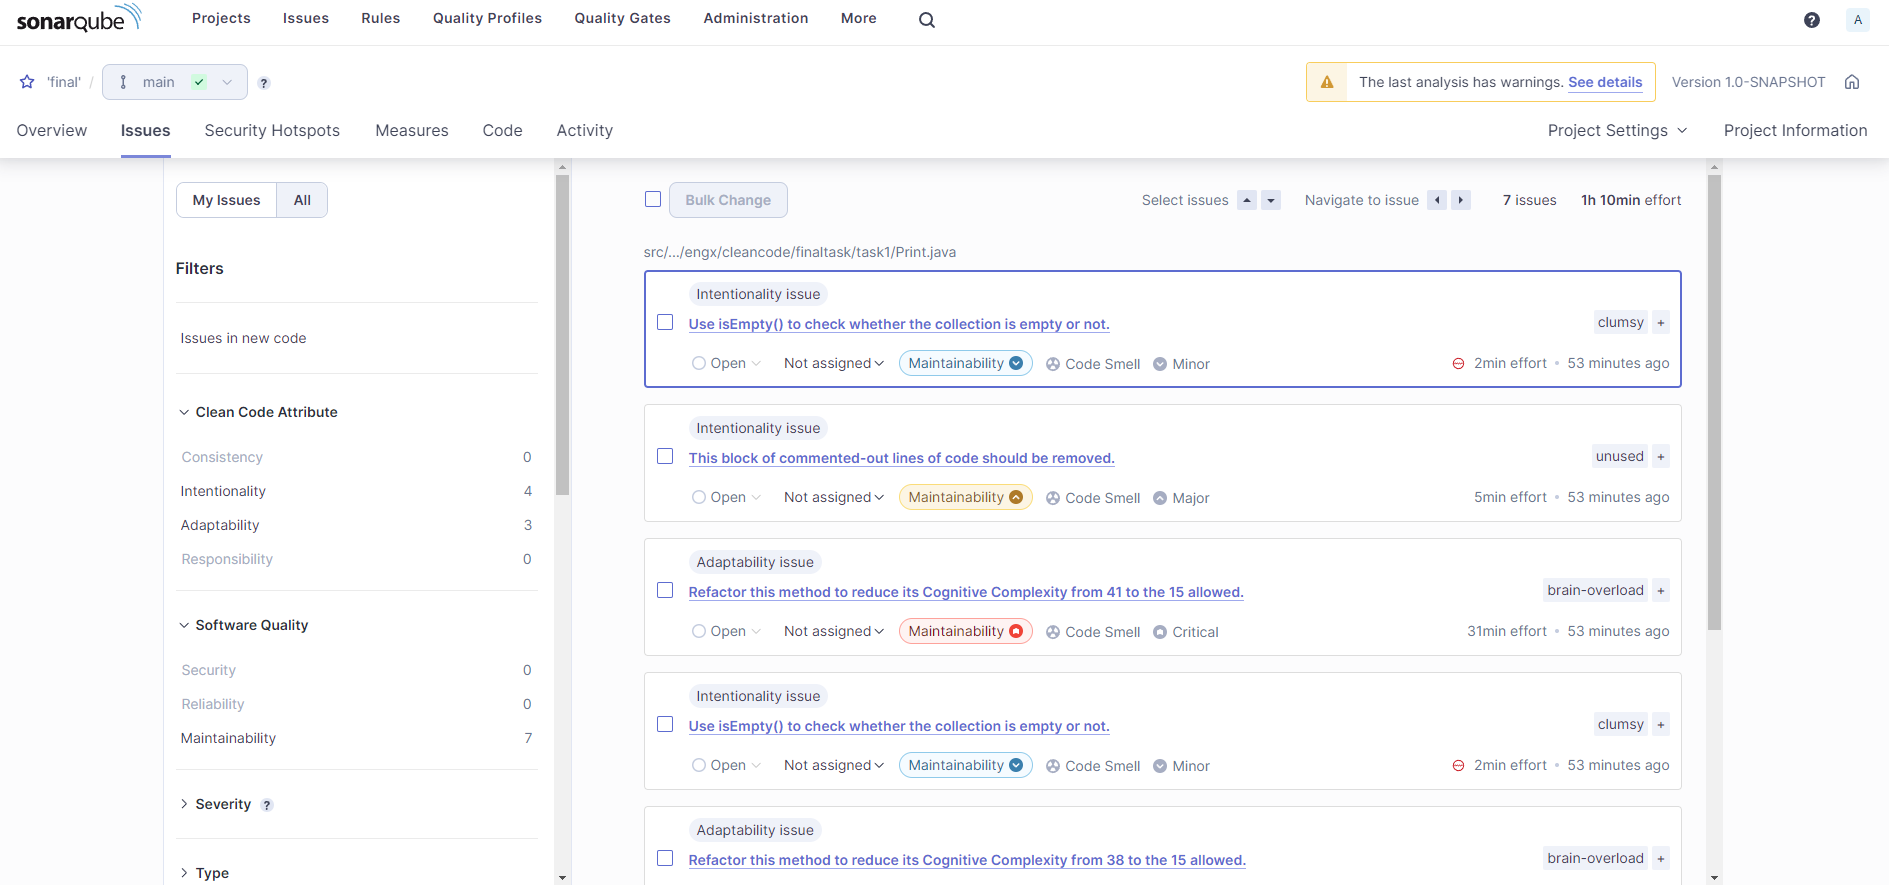 sonarqube Projects Issues Rules Quality Profiles Quality Gates Administration More ? A
'final' / main ? The last analysis has warnings. See details Version 1.0-SNAPSHOT
Overview Issues Security Hotspots Measures Code Activity Project Settings Project Information
My Issues All
Filters
Issues in new code
Clean Code Attribute
Consistency 0
Intentionality 4
Adaptability 3
Responsibility 0
Software Quality
Security 0
Reliability 0
Maintainability 7
Severity ?
Type
Bulk Change Select issues Navigate to issue 7 issues 1h 10min effort
src/.../engx/cleancode/finaltask/task1/Print.java
Intentionality issue
Use isEmpty() to check whether the collection is empty or not. clumsy +
Open Not assigned Maintainability Code Smell Minor 2min effort • 53 minutes ago
Intentionality issue
This block of commented-out lines of code should be removed. unused +
Open Not assigned Maintainability Code Smell Major 5min effort • 53 minutes ago
Adaptability issue
Refactor this method to reduce its Cognitive Complexity from 41 to the 15 allowed. brain-overload +
Open Not assigned Maintainability Code Smell Critical 31min effort • 53 minutes ago
Intentionality issue
Use isEmpty() to check whether the collection is empty or not. clumsy +
Open Not assigned Maintainability Code Smell Minor 2min effort • 53 minutes ago
Adaptability issue
Refactor this method to reduce its Cognitive Complexity from 38 to the 15 allowed. brain-overload +